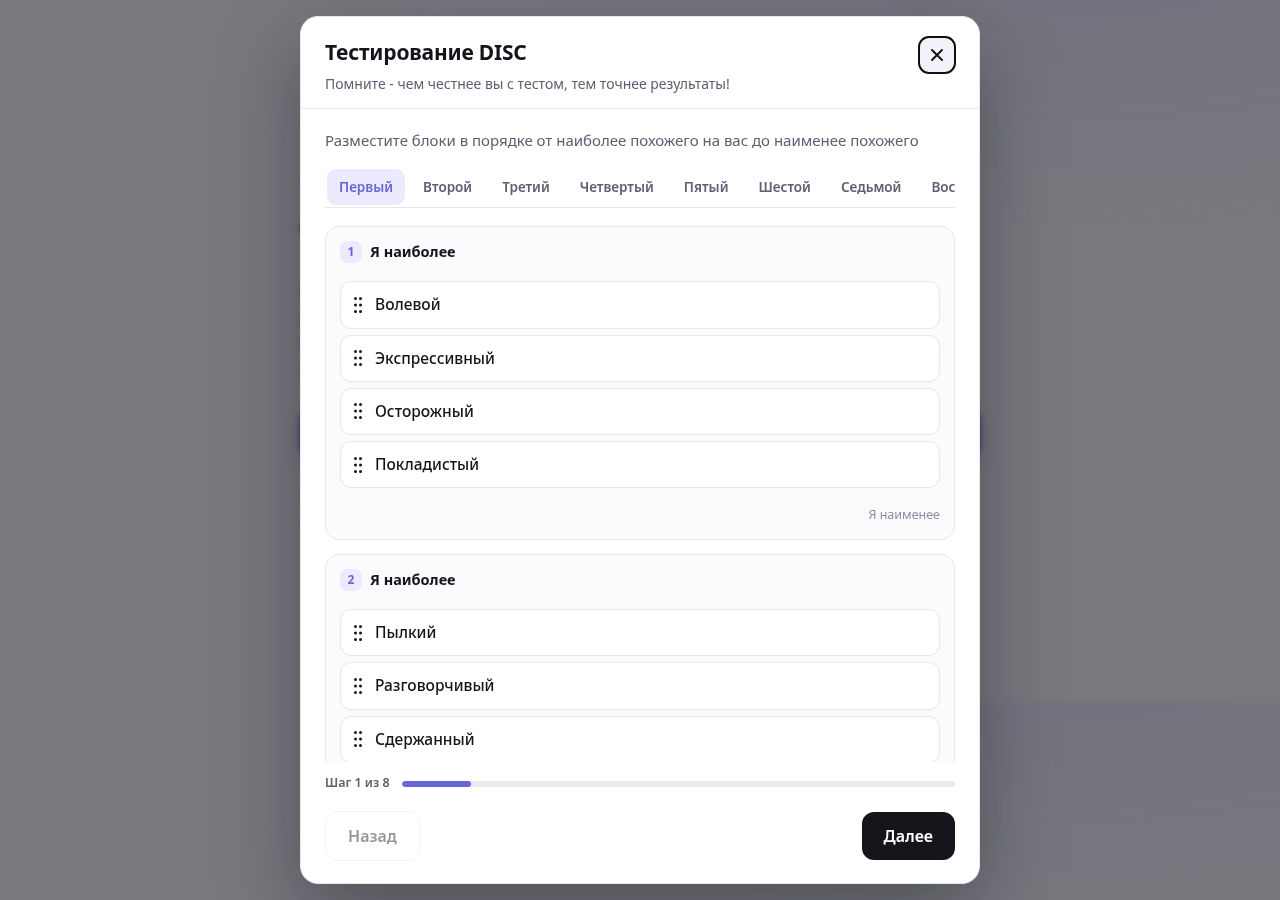 Тестирование DISC
Помните - чем честнее вы с тестом, тем точнее результаты!
Разместите блоки в порядке от наиболее похожего на вас до наименее похожего
Первый Второй Третий Четвертый Пятый Шестой Седьмой Вос
1 Я наиболее
Волевой
Экспрессивный
Осторожный
Покладистый
Я наименее
2 Я наиболее
Пылкий
Разговорчивый
Сдержанный
Шаг 1 из 8
Назад Далее